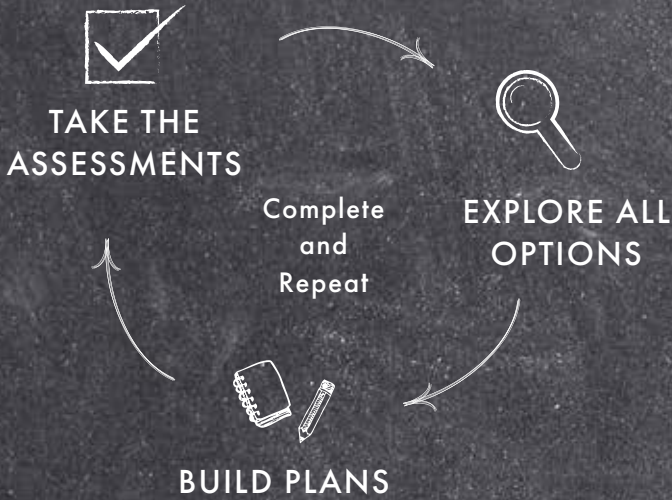 TAKE THE
ASSESSMENTS
EXPLORE ALL
OPTIONS
Complete
and
Repeat
BUILD PLANS